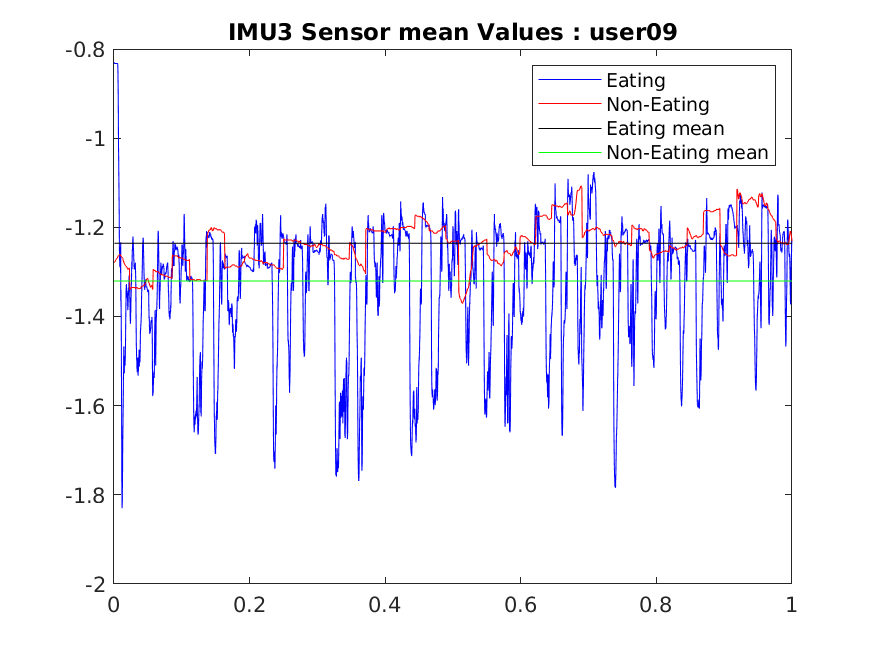 IMU3 Sensor mean Values : user09
-0.8
-1
-1.2
-1.4
-1.6
-1.8
-2
Eating
Non-Eating
Eating mean
Non-Eating mean
0
0.2
0.4
0.6
0.8
1